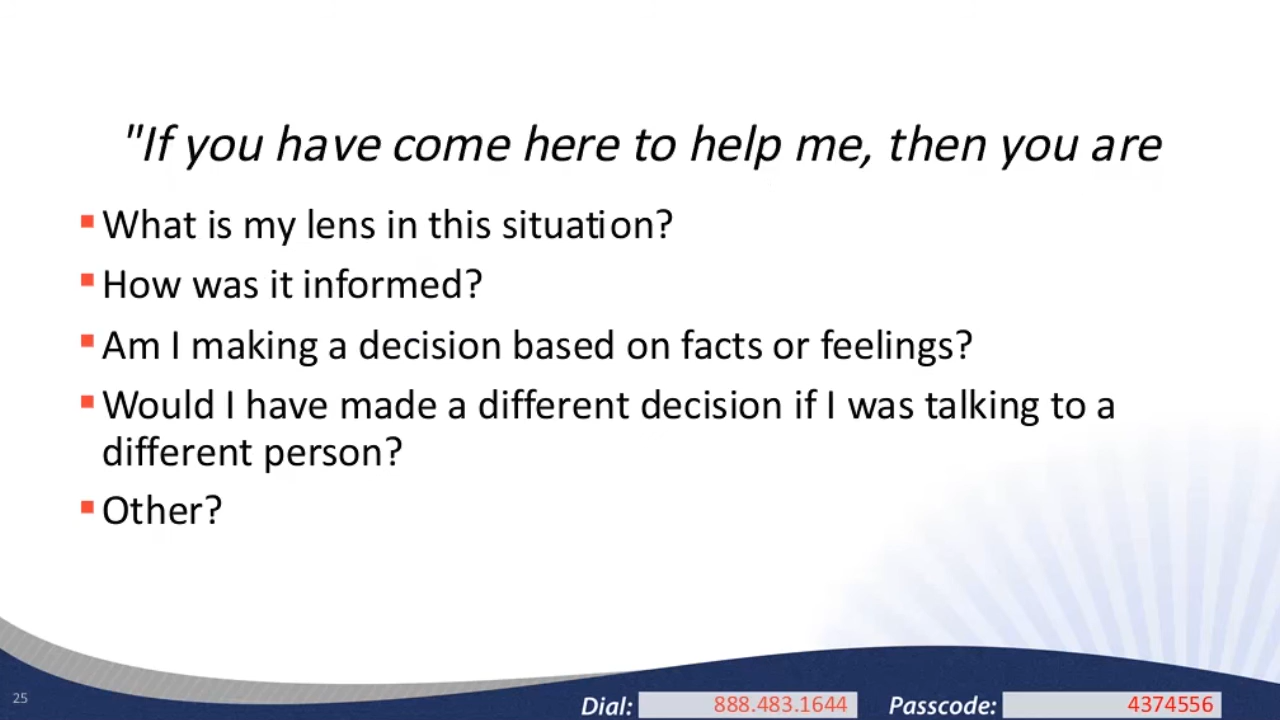 "If you have come here to help me, then you are
What is my lens in this situation?
How was it informed?
Am I making a decision based on facts or feelings?
Would I have made a different decision if I was talking to a
different person?
Other?
25
Dial: 888.483.1644 Passcode: 4374556